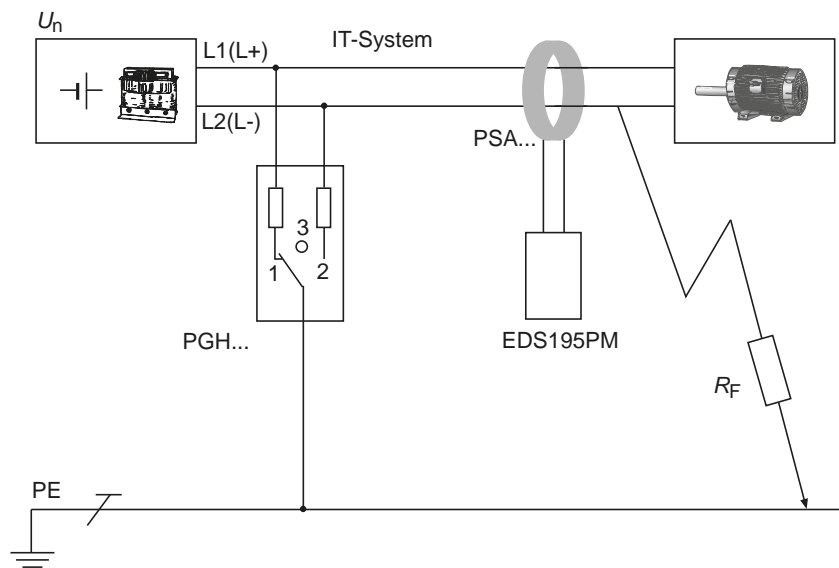 Un
L1(L+)
IT-System
L2(L-)
PSA...
3
1
2
PGH...
EDS195PM
RF
PE